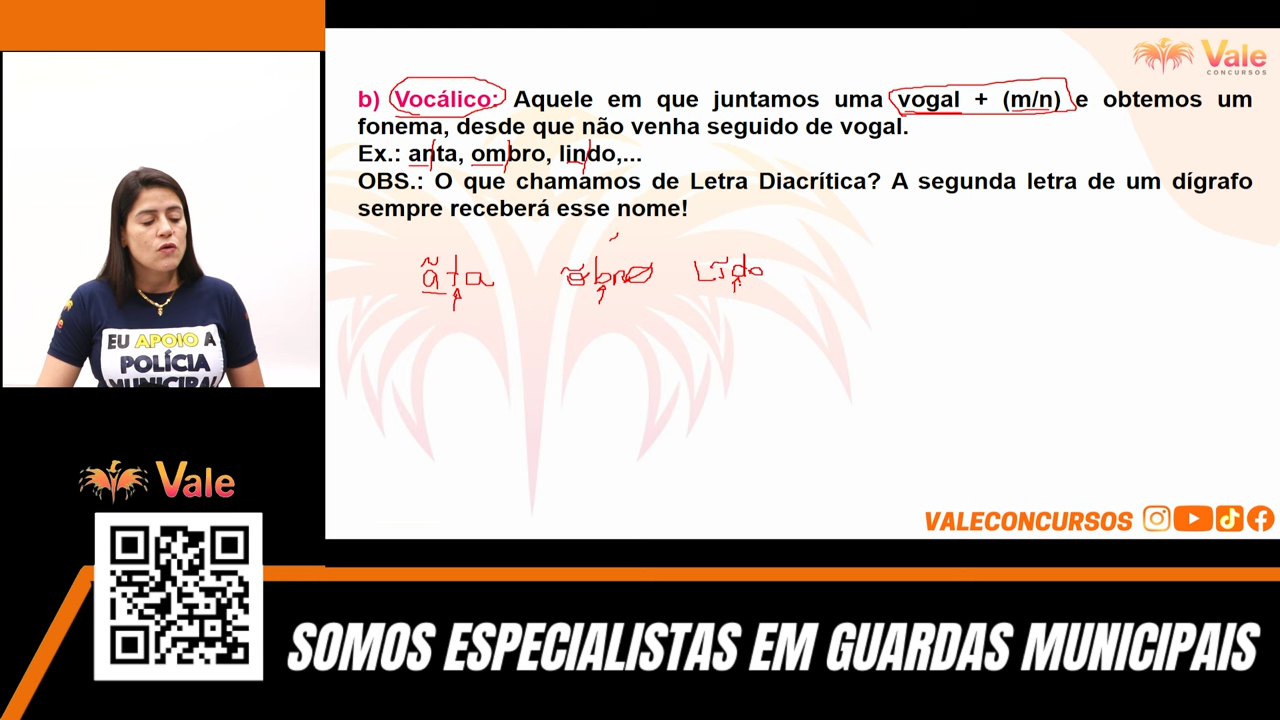 Vale
CONCURSOS
b) Vocálico: Aquele em que juntamos uma vogal + (m/n) e obtemos um
fonema, desde que não venha seguido de vogal.
Ex.: anta, ombro, lindo,...
OBS.: O que chamamos de Letra Diacrítica? A segunda letra de um dígrafo
sempre receberá esse nome!
ãta õbro Lĩdo
EU APOIO A
POLÍCIA
MUNICIPAL
Vale
VALECONCURSOS
SOMOS ESPECIALISTAS EM GUARDAS MUNICIPAIS